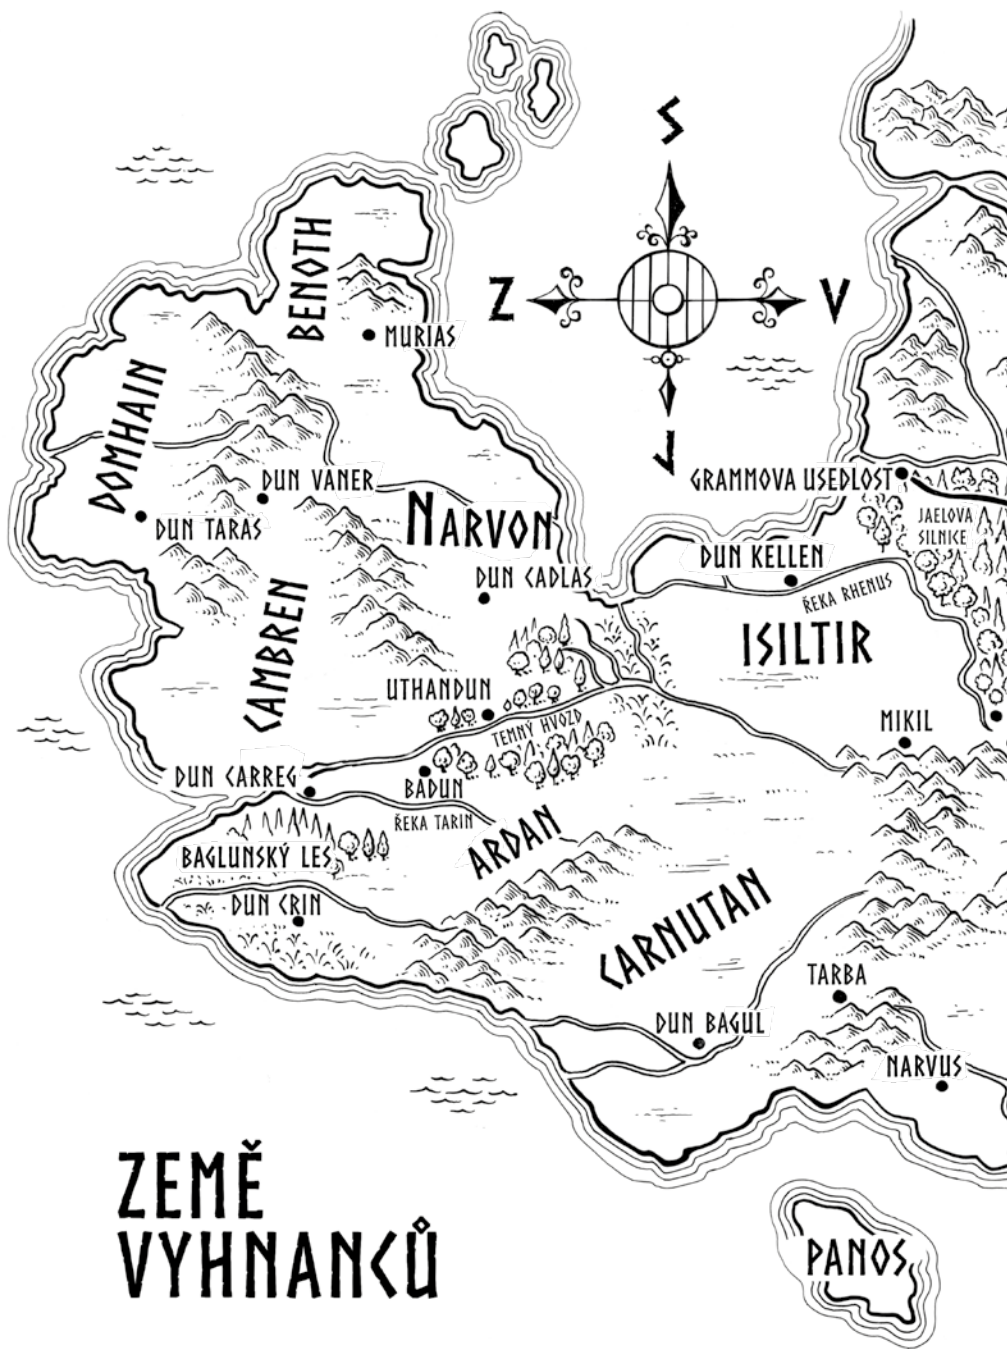 S
BENOTH
Z
V
MURIAS
DOMHAIN
J
DUN VANER
GRAMMOVA USEDLOST
NARVON
DUN TARAS
JAELOVA
SILNICE
DUN KELLEN
DUN CADLAS
ŘEKA RHENUS
CAMBREN
ISILTIR
UTHANDUN
TEMNÝ HVOZD
MIKIL
DUN CARREG
BADUN
ŘEKA TARIN
ARDAN
BAGLUNSKÝ LES
DUN CRIN
CARNUTAN
TARBA
DUN BAGUL
NARVUS
ZEMĚ
VYHNANCŮ
PANOS